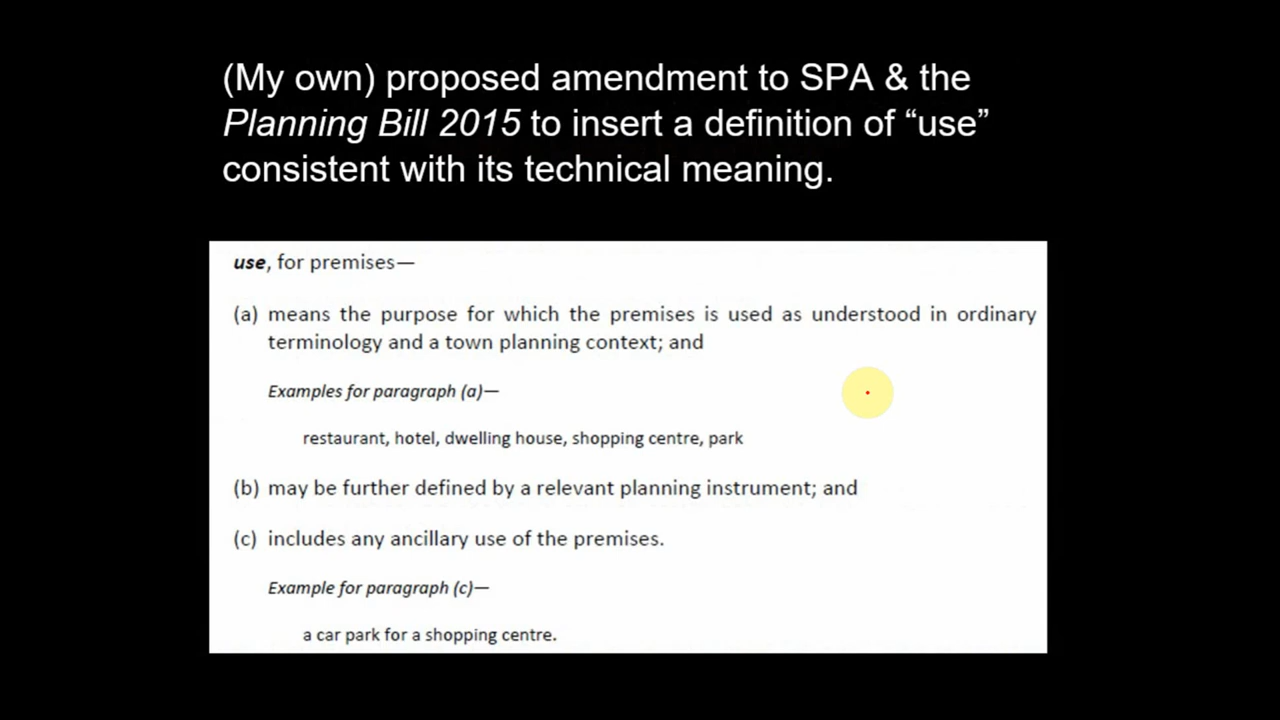 (My own) proposed amendment to SPA & the
Planning Bill 2015 to insert a definition of “use”
consistent with its technical meaning.
use, for premises—
(a) means the purpose for which the premises is used as understood in ordinary
terminology and a town planning context; and
Examples for paragraph (a)—
restaurant, hotel, dwelling house, shopping centre, park
(b) may be further defined by a relevant planning instrument; and
(c) includes any ancillary use of the premises.
Example for paragraph (c)—
a car park for a shopping centre.